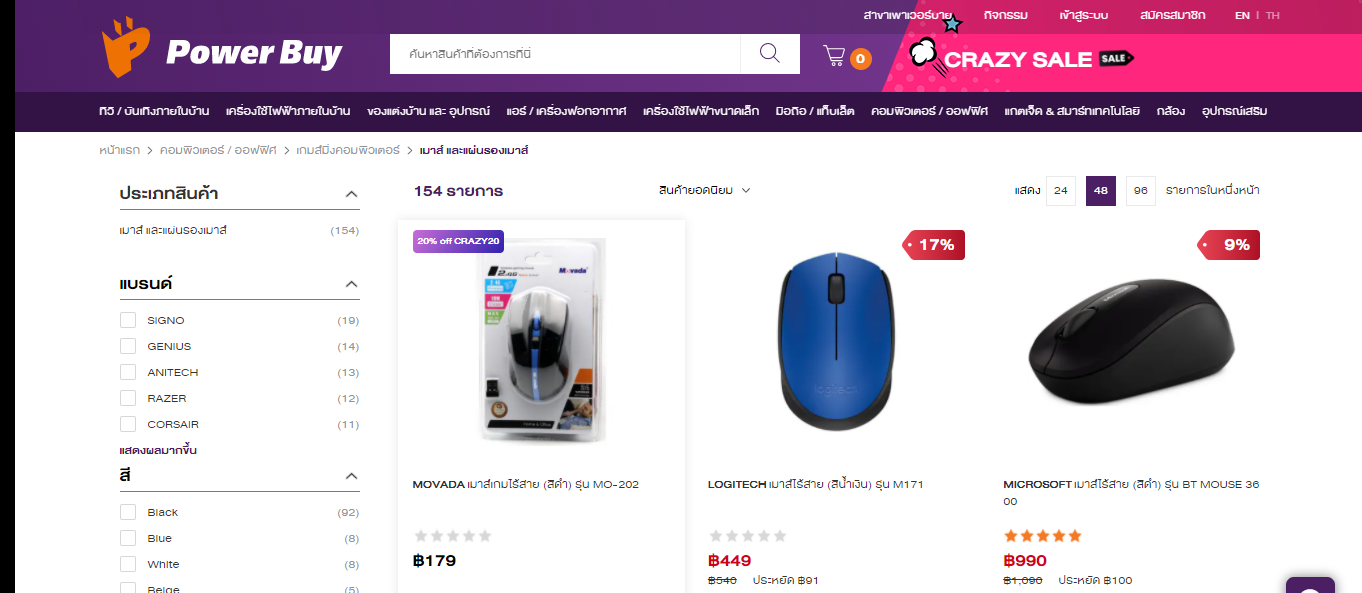 สาขาเพาเวอร์บาย กิจกรรม เข้าสู่ระบบ สมัครสมาชิก EN | TH
Power Buy
ค้นหาสินค้าที่ต้องการที่นี่
0
CRAZY SALE SALE
ทีวี / บันเทิงภายในบ้าน เครื่องใช้ไฟฟ้าภายในบ้าน ของแต่งบ้าน และ อุปกรณ์ แอร์ / เครื่องฟอกอากาศ เครื่องใช้ไฟฟ้าขนาดเล็ก มือถือ / แท็บเล็ต คอมพิวเตอร์ / ออฟฟิศ แกดเจ็ต & สมาร์ทเทคโนโลยี กล้อง อุปกรณ์เสริม
หน้าแรก > คอมพิวเตอร์ / ออฟฟิศ > เกมส์มิ่งคอมพิวเตอร์ > เมาส์ และแผ่นรองเมาส์
ประเภทสินค้า
เมาส์ และแผ่นรองเมาส์ (154)
แบรนด์
SIGNO (19)
GENIUS (14)
ANITECH (13)
RAZER (12)
CORSAIR (11)
แสดงผลมากขึ้น
สี
Black (92)
Blue (8)
White (8)
Beige (5)
154 รายการ
สินค้ายอดนิยม
แสดง 24 48 96 รายการในหนึ่งหน้า
20% off CRAZY20
Movada
2.4G
MOVADA เมาส์เกมไร้สาย (สีดำ) รุ่น MO-202
฿179
17%
logitech
LOGITECH เมาส์ไร้สาย (สีน้ำเงิน) รุ่น M171
฿449
฿540 ประหยัด ฿91
9%
MICROSOFT เมาส์ไร้สาย (สีดำ) รุ่น BT MOUSE 36
00
฿990
฿1,090 ประหยัด ฿100